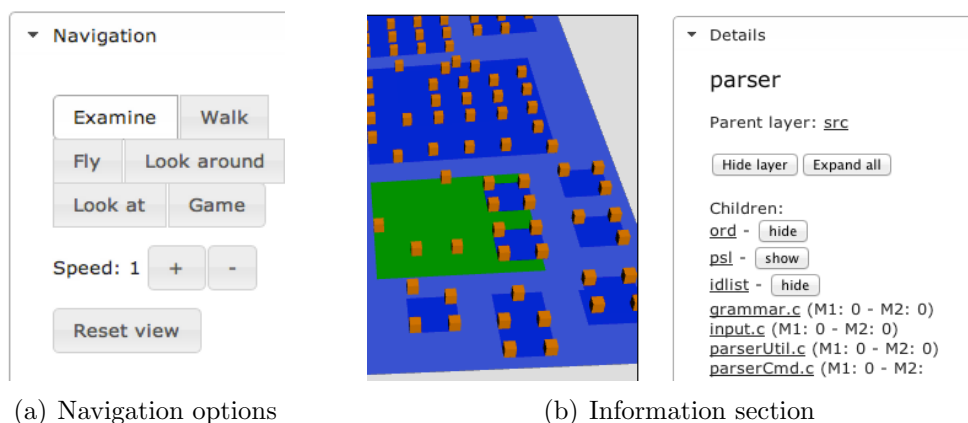 Navigation
Examine
Walk
Fly
Look around
Look at
Game
Speed: 1
+
-
Reset view
Details
parser
Parent layer: src
Hide layer
Expand all
Children:
ord - hide
psl - show
idlist - hide
grammar.c (M1: 0 - M2: 0)
input.c (M1: 0 - M2: 0)
parserUtil.c (M1: 0 - M2: 0)
parserCmd.c (M1: 0 - M2:
(a) Navigation options
(b) Information section